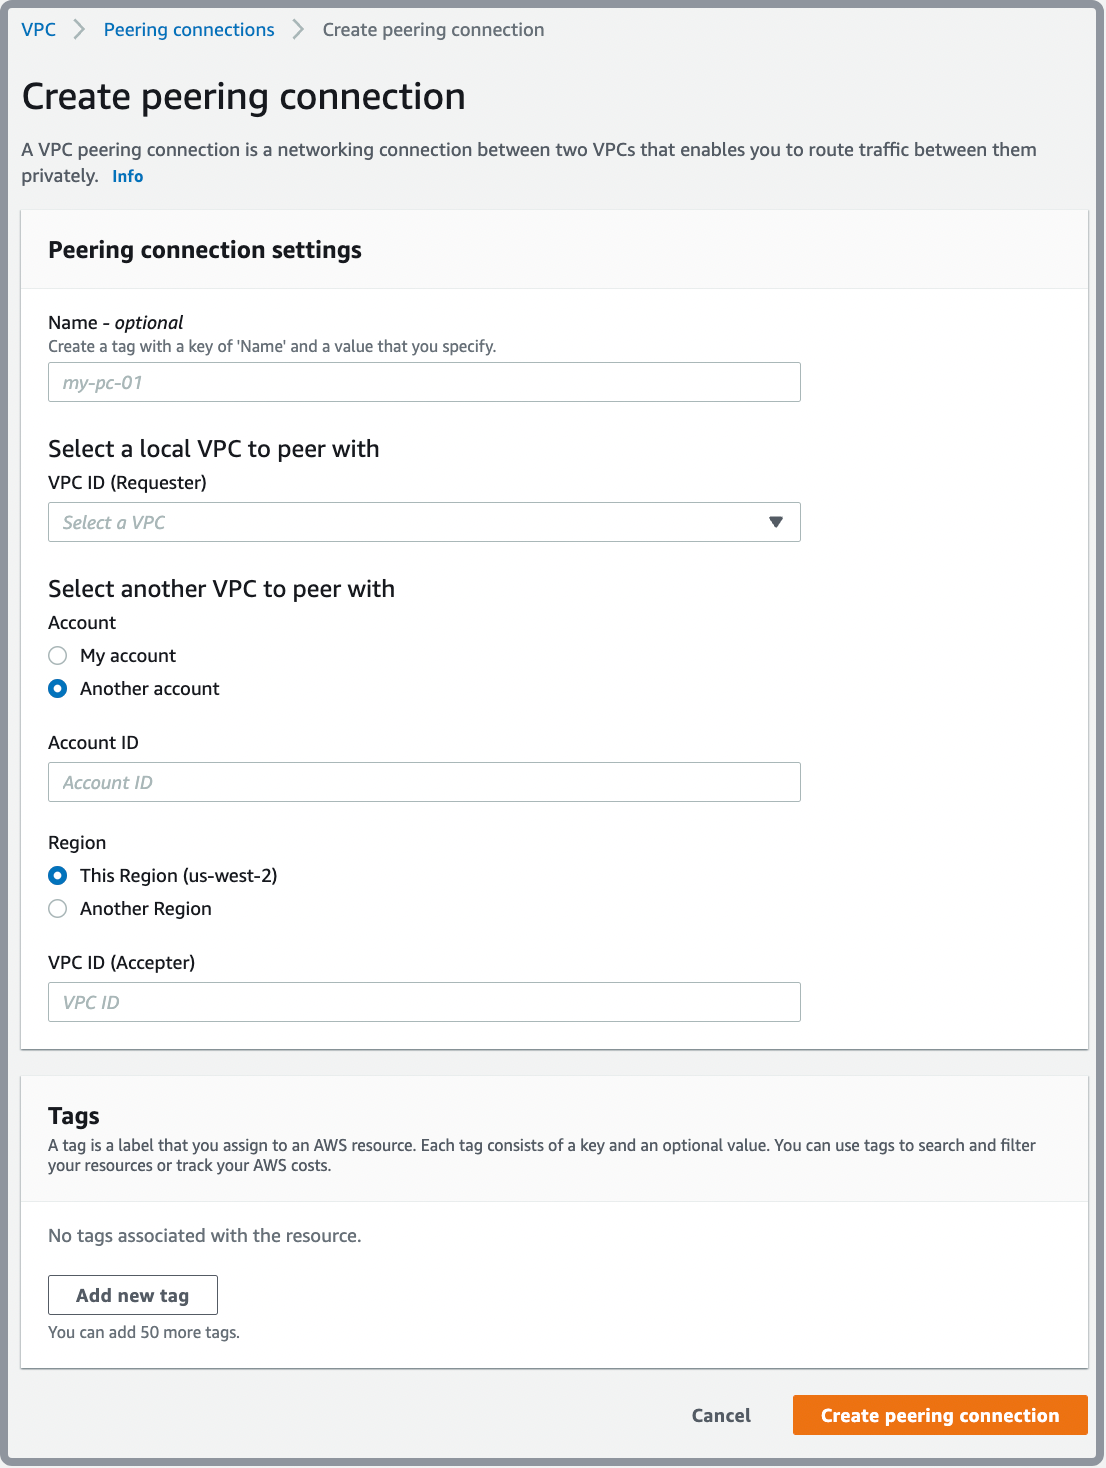 VPC > Peering connections > Create peering connection
Create peering connection
A VPC peering connection is a networking connection between two VPCs that enables you to route traffic between them
privately. Info
Peering connection settings
Name - optional
Create a tag with a key of 'Name' and a value that you specify.
my-pc-01
Select a local VPC to peer with
VPC ID (Requester)
Select a VPC
Select another VPC to peer with
Account
My account
Another account
Account ID
Account ID
Region
This Region (us-west-2)
Another Region
VPC ID (Accepter)
VPC ID
Tags
A tag is a label that you assign to an AWS resource. Each tag consists of a key and an optional value. You can use tags to search and filter
your resources or track your AWS costs.
No tags associated with the resource.
Add new tag
You can add 50 more tags.
Cancel Create peering connection